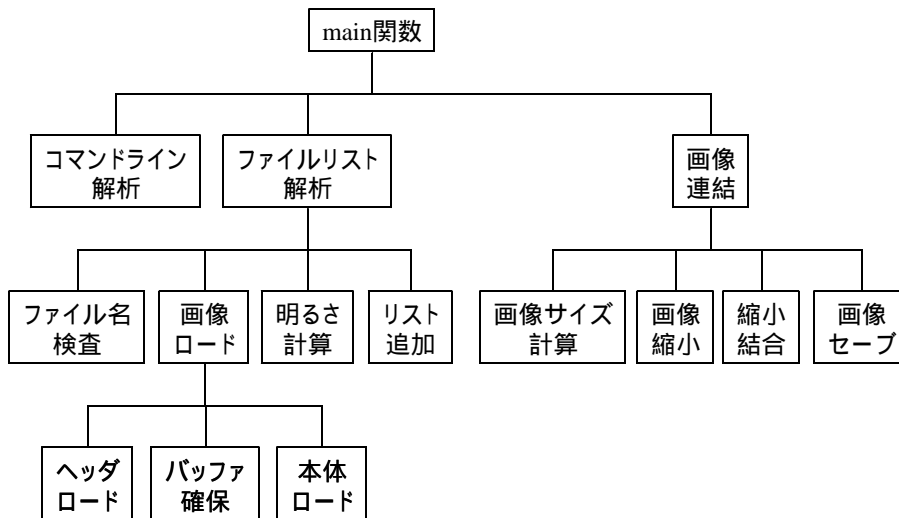 main関数
コマンドライン
解析
ファイルリスト
解析
画像
連結
ファイル名
検査
画像
ロード
明るさ
計算
リスト
追加
画像サイズ
計算
画像
縮小
縮小
結合
画像
セーブ
ヘッダ
ロード
バッファ
確保
本体
ロード